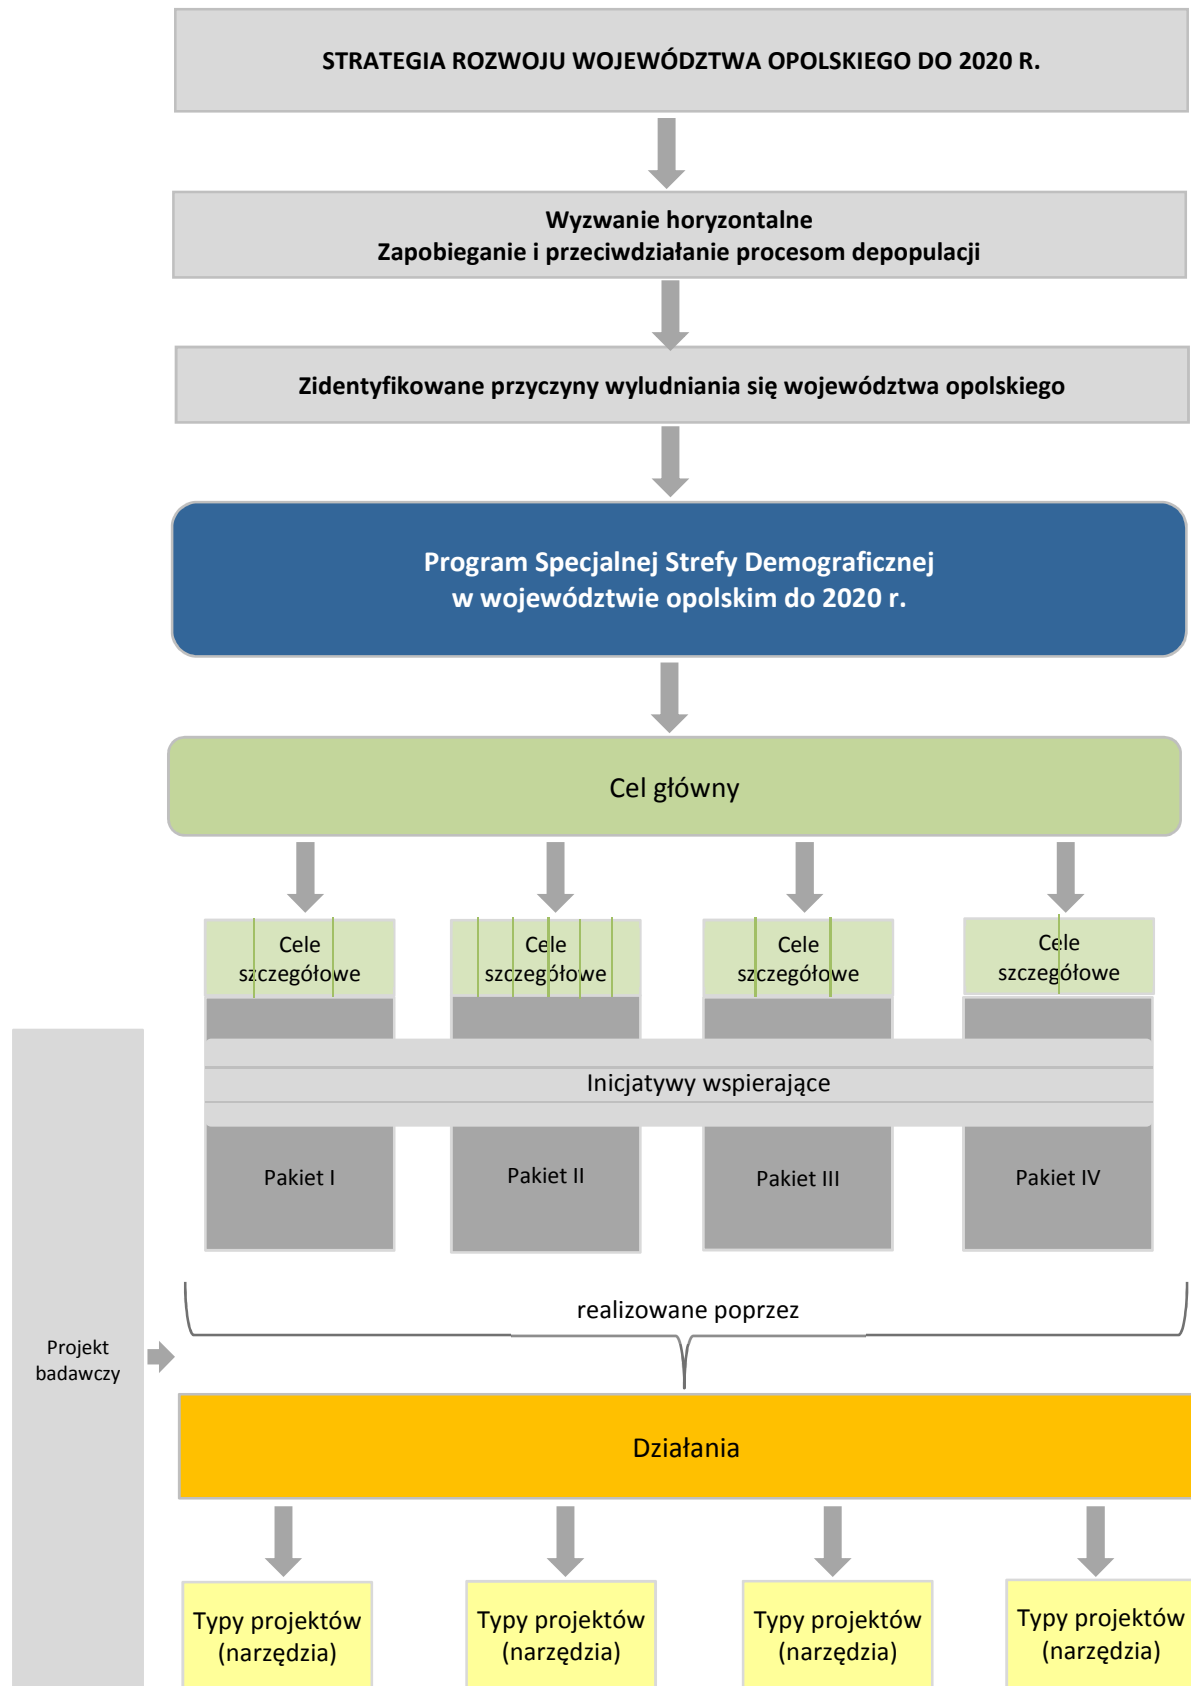 STRATEGIA ROZWOJU WOJEWÓDZTWA OPOLSKIEGO DO 2020 R.
Wyzwanie horyzontalne
Zapobieganie i przeciwdziałanie procesom depopulacji
Zidentyfikowane przyczyny wyludniania się województwa opolskiego
Program Specjalnej Strefy Demograficznej
w województwie opolskim do 2020 r.
Cel główny
Cele
szczegółowe
Cele
szczegółowe
Cele
szczegółowe
Cele
szczegółowe
Inicjatywy wspierające
Pakiet I
Pakiet II
Pakiet III
Pakiet IV
realizowane poprzez
Projekt
badawczy
Działania
Typy projektów
(narzędzia)
Typy projektów
(narzędzia)
Typy projektów
(narzędzia)
Typy projektów
(narzędzia)